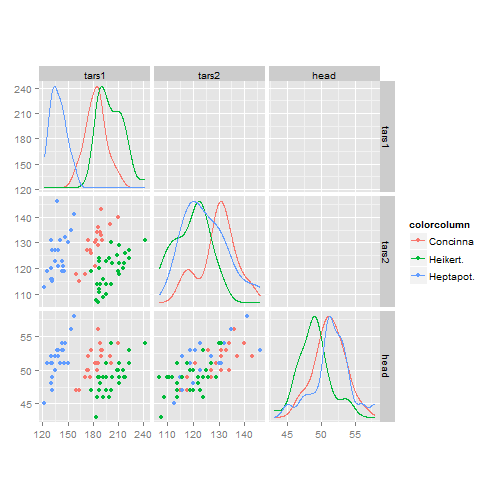 tars1 tars2 head
240
210
180
150
120
tars1
140
130
120
110
tars2
55
50
45
head
120 150 180 210 240 110 120 130 140 45 50 55
colorcolumn
Concinna
Heikert.
Heptapot.